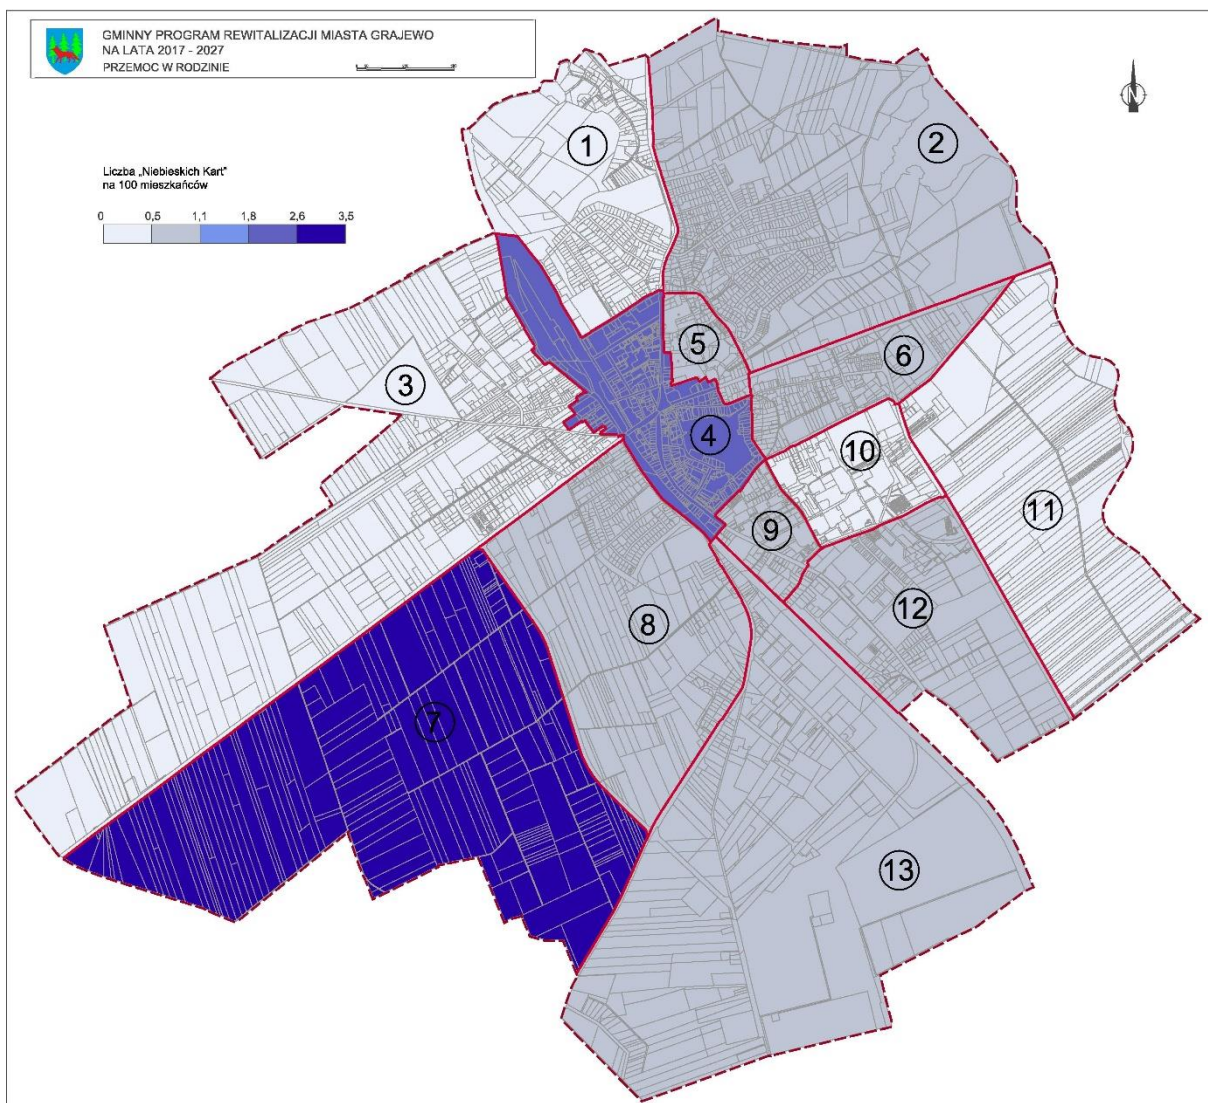 GMINNY PROGRAM REWITALIZACJI MIASTA GRAJEWO
NA LATA 2017 - 2027
PRZEMOC W RODZINIE
N
Liczba „Niebieskich Kart"
na 100 mieszkańców
0 0,5 1,1 1,8 2,6 3,5
1
2
3
4
5
6
7
8
9
10
11
12
13